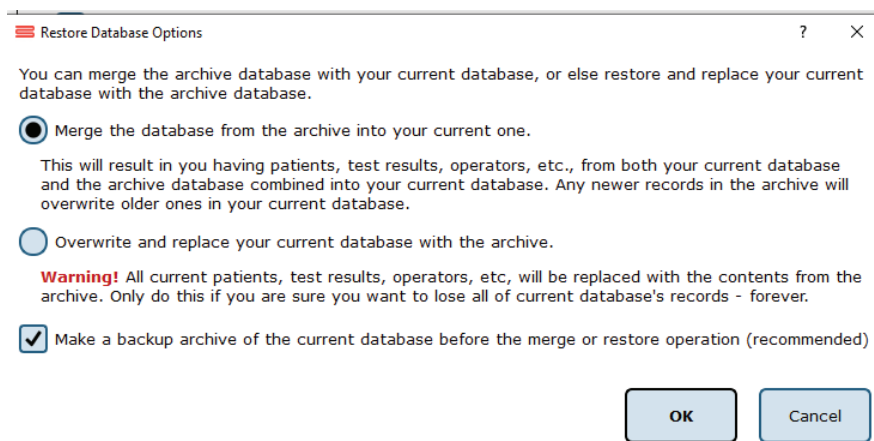 Restore Database Options
?
You can merge the archive database with your current database, or else restore and replace your current
database with the archive database.
Merge the database from the archive into your current one.
This will result in you having patients, test results, operators, etc., from both your current database
and the archive database combined into your current database. Any newer records in the archive will
overwrite older ones in your current database.
Overwrite and replace your current database with the archive.
Warning! All current patients, test results, operators, etc, will be replaced with the contents from the
archive. Only do this if you are sure you want to lose all of current database's records - forever.
Make a backup archive of the current database before the merge or restore operation (recommended)
OK
Cancel